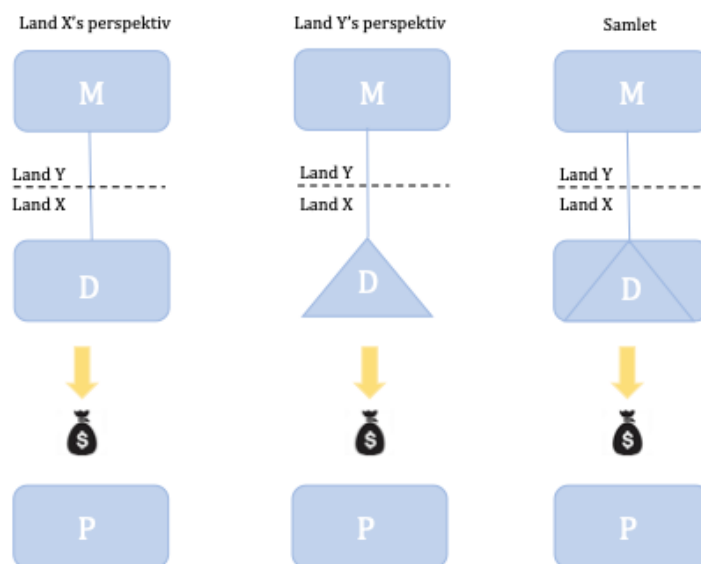 Land X's perspektiv
Land Y's perspektiv
Samlet
M
M
M
Land Y
Land X
Land Y
Land X
Land Y
Land X
D
D
D
$
$
$
P
P
P